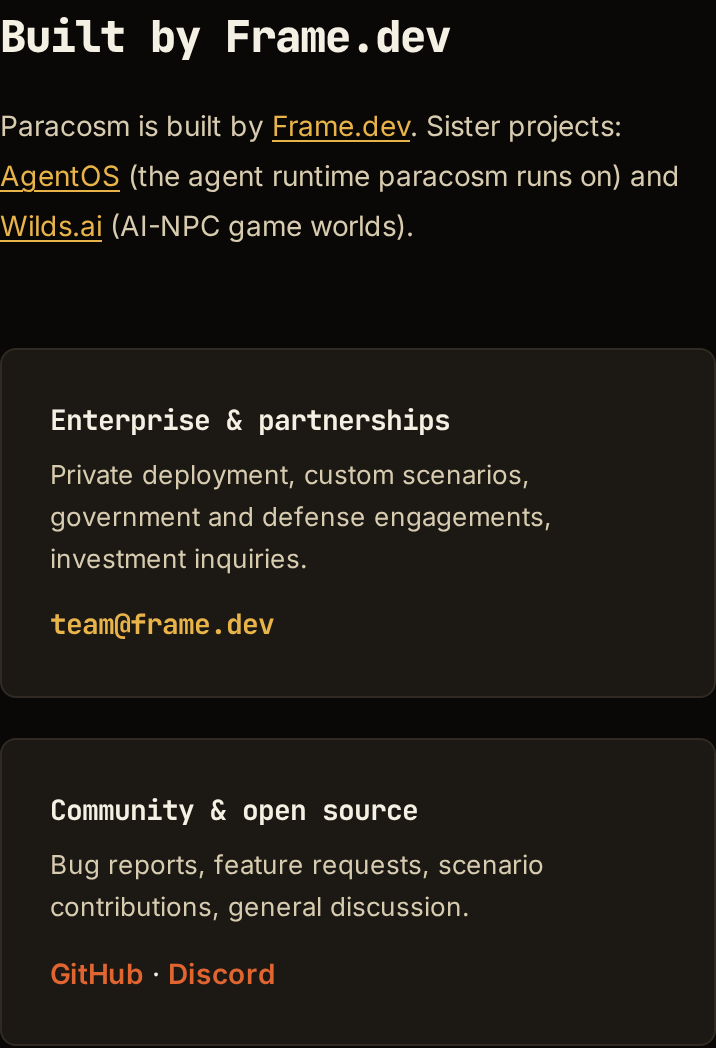 Built by Frame.dev
Paracosm is built by Frame.dev. Sister projects:
AgentOS (the agent runtime paracosm runs on) and
Wilds.ai (AI-NPC game worlds).
Enterprise & partnerships
Private deployment, custom scenarios,
government and defense engagements,
investment inquiries.
team@frame.dev
Community & open source
Bug reports, feature requests, scenario
contributions, general discussion.
GitHub · Discord